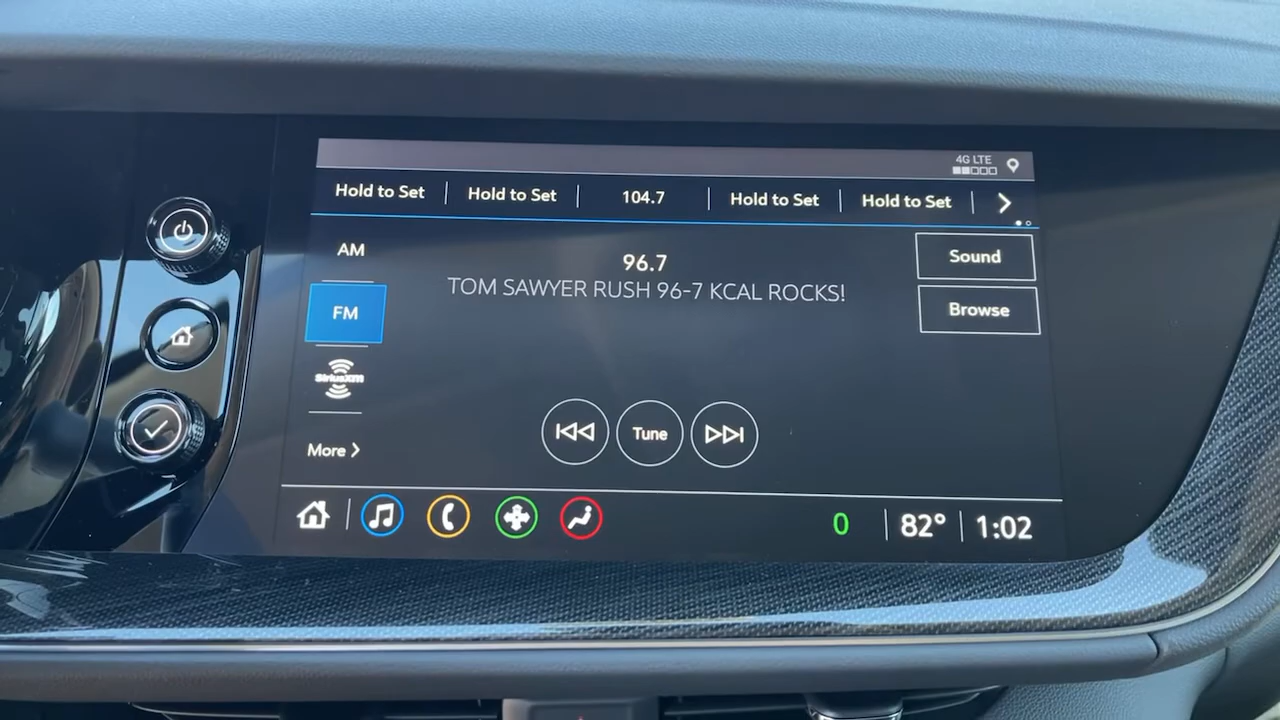 4G LTE
Hold to Set
Hold to Set
104.7
Hold to Set
Hold to Set
AM
96.7
Sound
TOM SAWYER RUSH 96-7 KCAL ROCKS!
FM
Browse
SiriusXM
Tune
More
0
82°
1:02